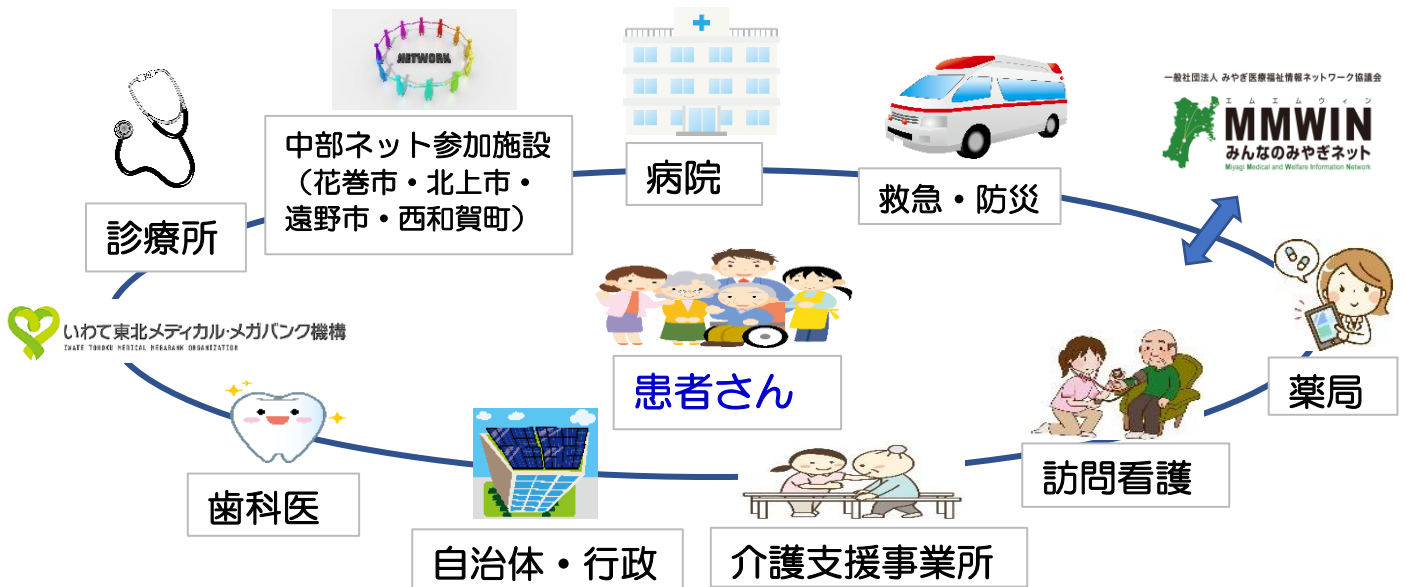 NETWORK
中部ネット参加施設
（花巻市・北上市・
遠野市・西和賀町）
診療所
病院
救急・防災
一般社団法人 みやぎ医療福祉情報ネットワーク協議会
エムエムウィン
MMWIN
みんなのみやぎネット
Miyagi Medical and Welfare Information Network
いわて東北メディカル・メガバンク機構
IWATE TOHOKU MEDICAL MEGABANK ORGANIZATION
患者さん
薬局
訪問看護
歯科医
自治体・行政
介護支援事業所